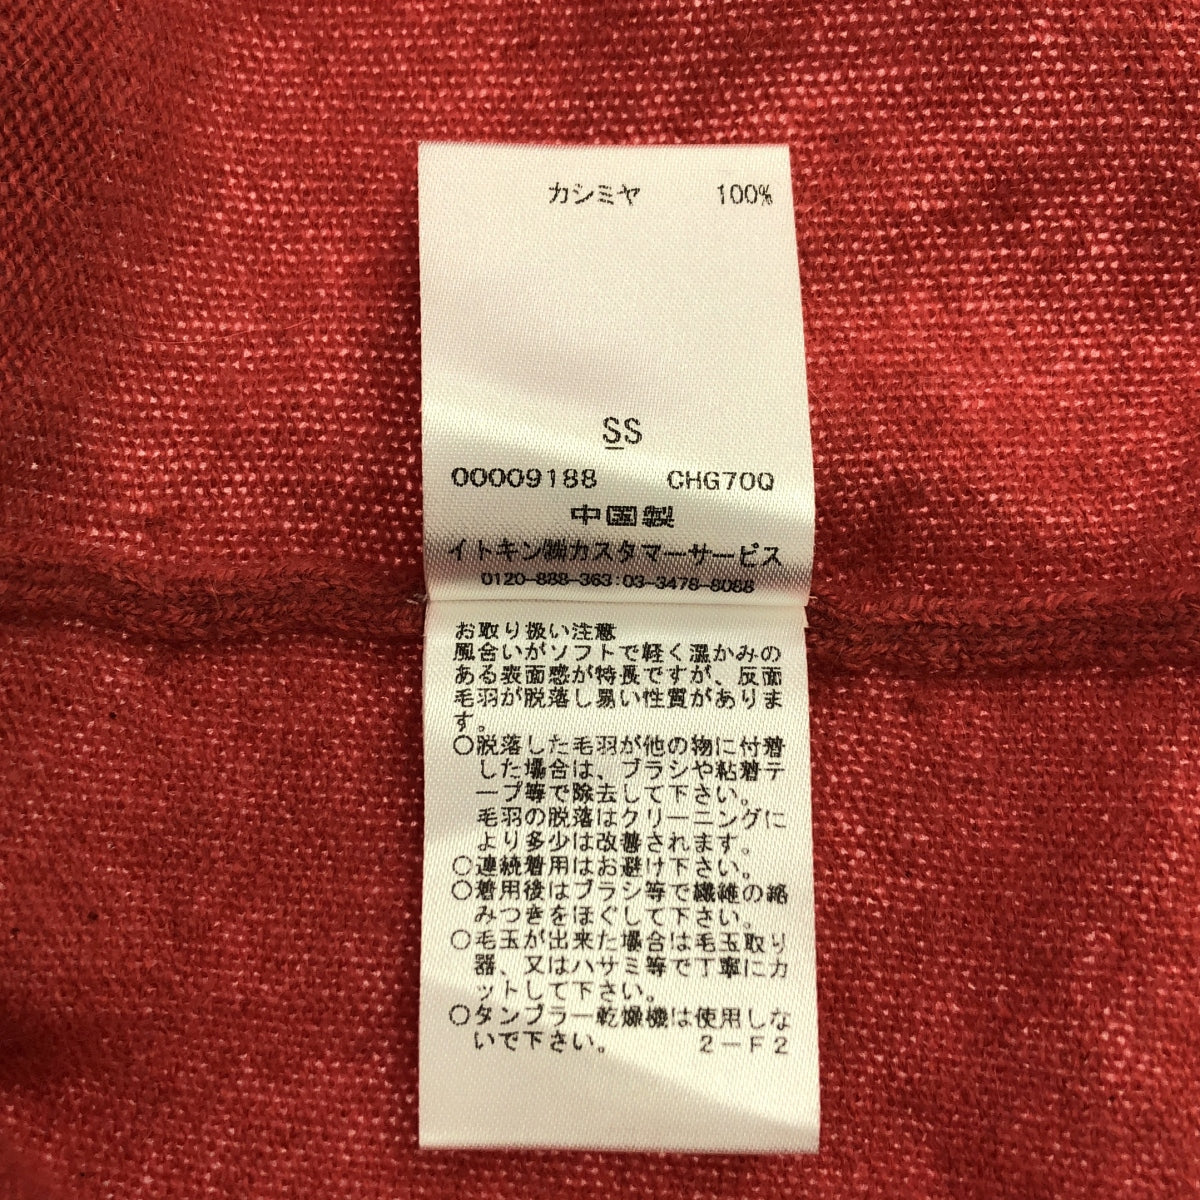 カシミヤ 100%
SS
00009188 CHG70Q
中国製
イトキン㈱カスタマーサービス
0120-888-363:03-3478-8088
お取り扱い注意
風合いがソフトで軽く温かみの
ある表面感が特長ですが、反面
毛羽が脱落し易い性質がありま
す。
○脱落した毛羽が他の物に付着
した場合は、ブラシや粘着テ
ープ等で除去して下さい。
毛羽の脱落はクリーニングに
より多少は改善されます。
○連続着用はお避け下さい。
○着用後はブラシ等で繊維の絡
みつきをほぐして下さい。
○毛玉が出来た場合は毛玉取り
器、又はハサミ等で丁寧にカ
ットして下さい。
○タンブラー乾燥機は使用しな
いで下さい。 2-F2